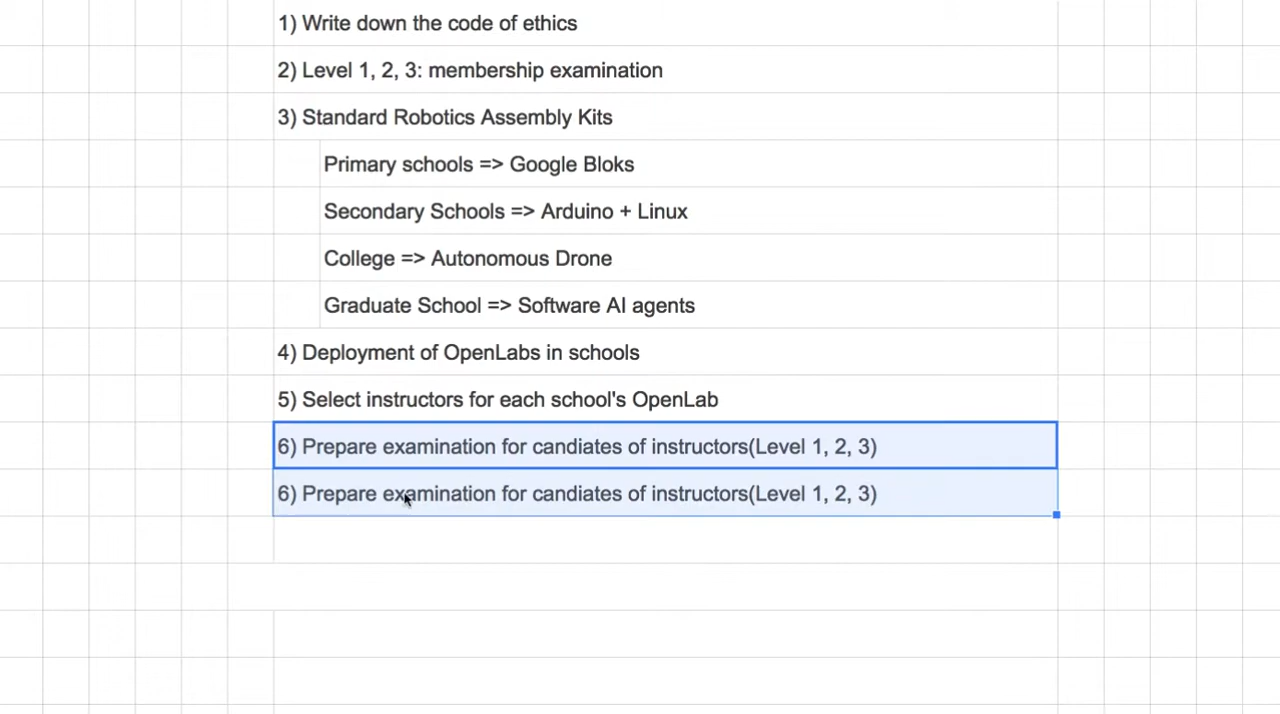 1) Write down the code of ethics
2) Level 1, 2, 3: membership examination
3) Standard Robotics Assembly Kits
Primary schools => Google Bloks
Secondary Schools => Arduino + Linux
College => Autonomous Drone
Graduate School => Software AI agents
4) Deployment of OpenLabs in schools
5) Select instructors for each school's OpenLab
6) Prepare examination for candiates of instructors(Level 1, 2, 3)
6) Prepare examination for candiates of instructors(Level 1, 2, 3)